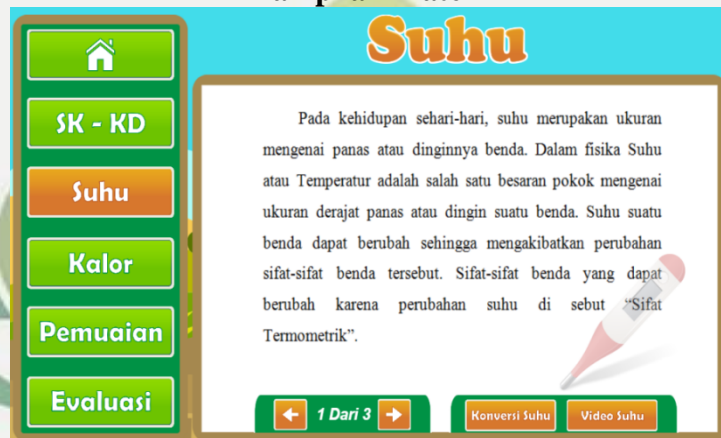 Suhu
SK - KD
Suhu
Kalor
Pemuaian
Evaluasi
Pada kehidupan sehari-hari, suhu merupakan ukuran
mengenai panas atau dinginnya benda. Dalam fisika Suhu
atau Temperatur adalah salah satu besaran pokok mengenai
ukuran derajat panas atau dingin suatu benda. Suhu suatu
benda dapat berubah sehingga mengakibatkan perubahan
sifat-sifat benda tersebut. Sifat-sifat benda yang dapat
berubah karena perubahan suhu di sebut “Sifat
Termometrik”.
1 Dari 3
Konversi Suhu
Video Suhu